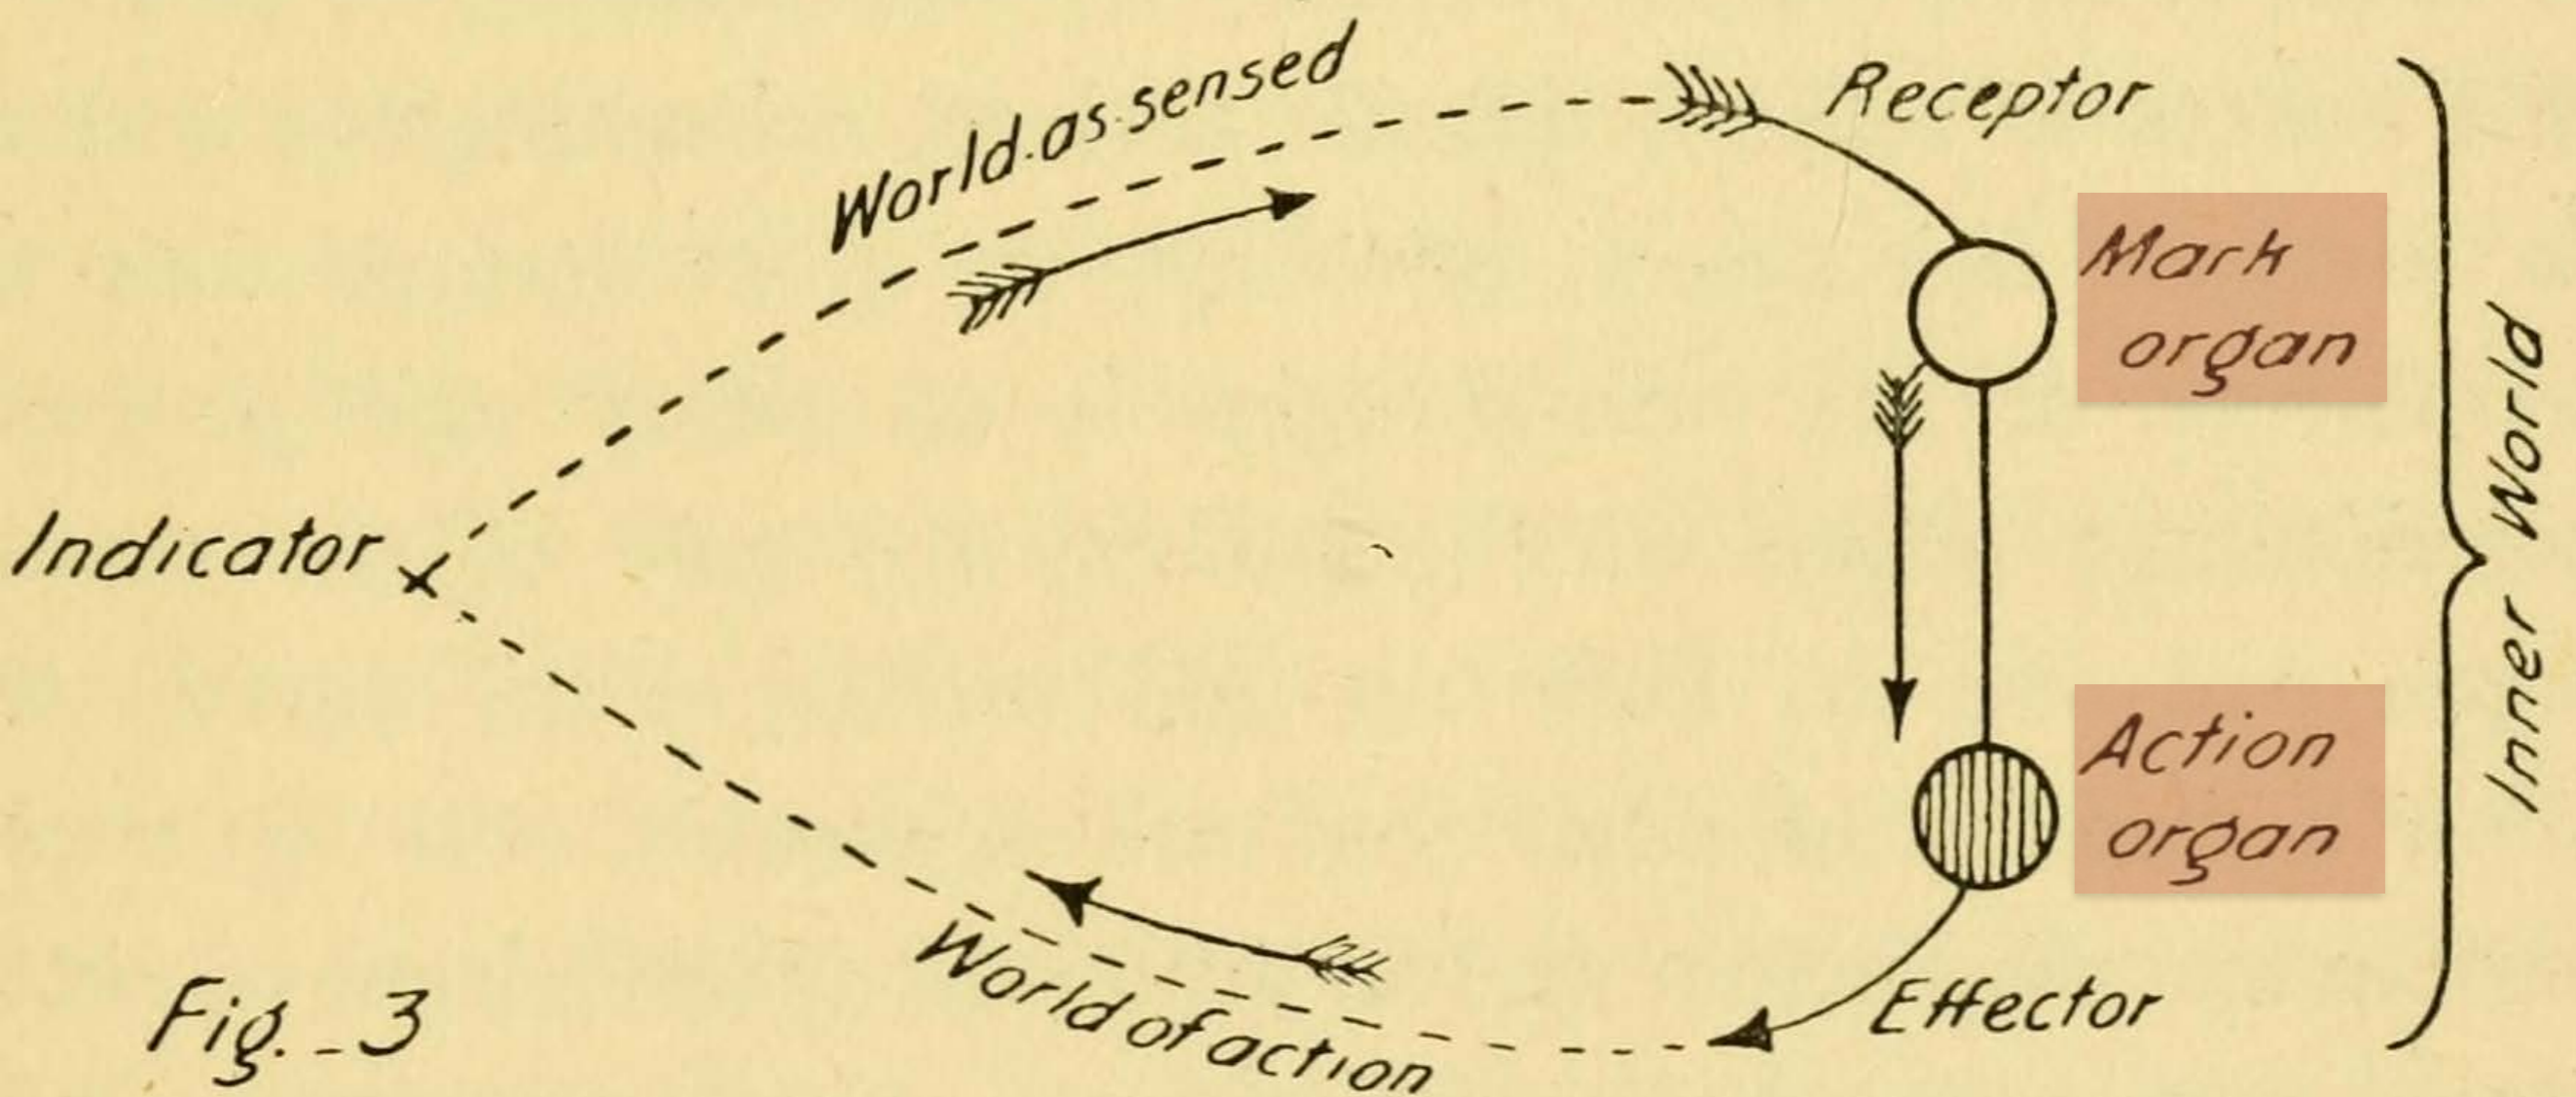 World as sensed
Receptor
Mark
organ
Indicator
Inner World
Action
organ
World of action
Effector
Fig. - 3